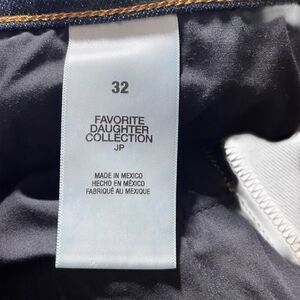 32
FAVORITE
DAUGHTER
COLLECTION
JP
MADE IN MEXICO
HECHO EN MÉXICO
FABRIQUÉ AU MEXIQUE